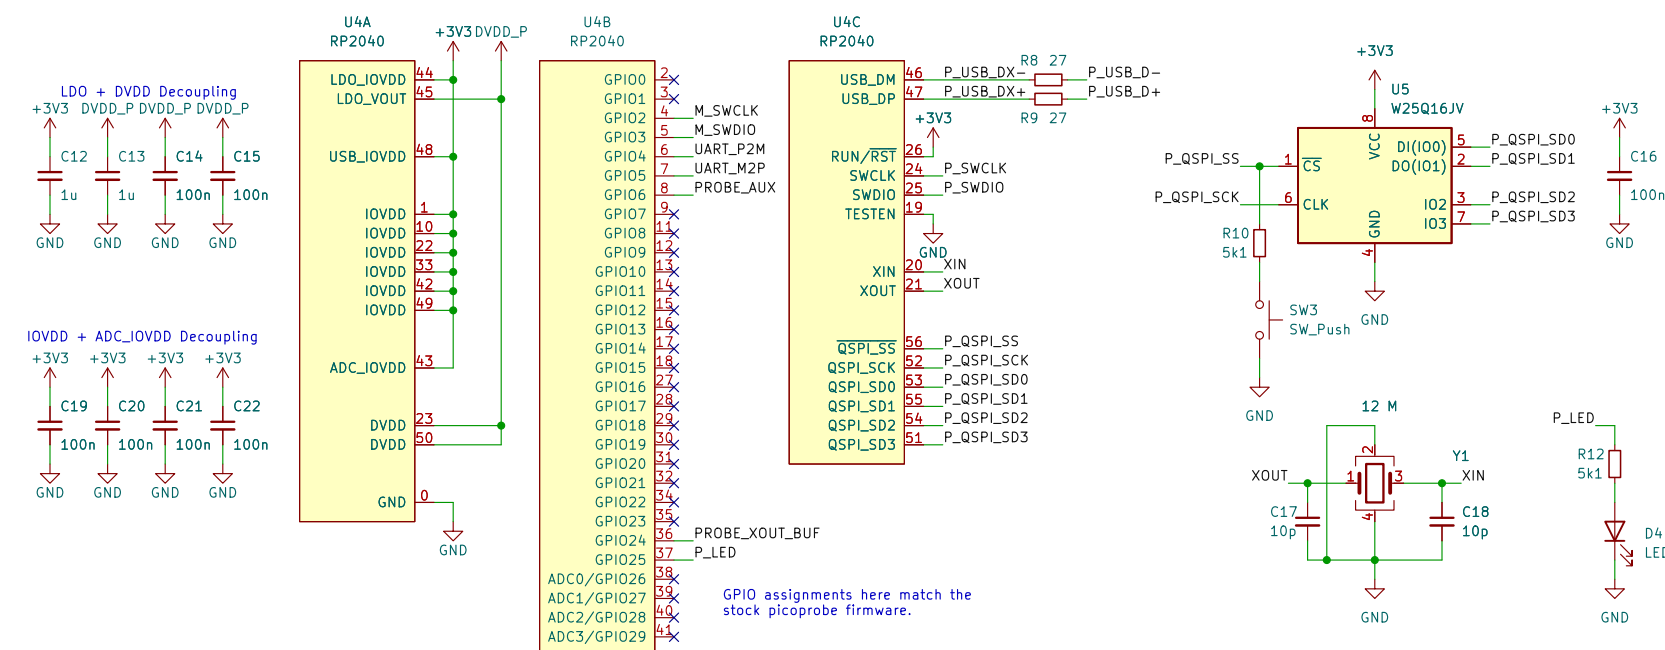 LDO + DVDD Decoupling
+3V3 DVDD_P DVDD_P DVDD_P
C12 C13 C14 C15
1u 1u 100n 100n
GND GND GND GND
IOVDD + ADC_IOVDD Decoupling
+3V3 +3V3 +3V3 +3V3
C19 C20 C21 C22
100n 100n 100n 100n
GND GND GND GND
U4A
RP2040
+3V3 DVDD_P
LDO_IOVDD 44
LDO_VOUT 45
USB_IOVDD 48
IOVDD 1
IOVDD 10
IOVDD 22
IOVDD 33
IOVDD 42
IOVDD 49
ADC_IOVDD 43
DVDD 23
DVDD 50
GND 0
GND
U4B
RP2040
GPIO0 2
GPIO1 3
GPIO2 4 M_SWCLK
GPIO3 5 M_SWDIO
GPIO4 6 UART_P2M
GPIO5 7 UART_M2P
GPIO6 8 PROBE_AUX
GPIO7 9
GPIO8 11
GPIO9 12
GPIO10 13
GPIO11 14
GPIO12 15
GPIO13 16
GPIO14 17
GPIO15 18
GPIO16 27
GPIO17 28
GPIO18 29
GPIO19 30
GPIO20 31
GPIO21 32
GPIO22 34
GPIO23 35
GPIO24 36 PROBE_XOUT_BUF
GPIO25 37 P_LED
ADC0/GPIO26 38
ADC1/GPIO27 39
ADC2/GPIO28 40
ADC3/GPIO29 41
GPIO assignments here match the
stock picoprobe firmware.
U4C
RP2040
USB_DM 46 P_USB_DX- R8 27 P_USB_D-
USB_DP 47 P_USB_DX+ R9 27 P_USB_D+
+3V3
RUN/RST 26
SWCLK 24 P_SWCLK
SWDIO 25 P_SWDIO
TESTEN 19
GND
XIN 20 XIN
XOUT 21 XOUT
QSPI_SS 56 P_QSPI_SS
QSPI_SCK 52 P_QSPI_SCK
QSPI_SD0 53 P_QSPI_SD0
QSPI_SD1 55 P_QSPI_SD1
QSPI_SD2 54 P_QSPI_SD2
QSPI_SD3 51 P_QSPI_SD3
+3V3
U5
W25Q16JV
8 VCC
P_QSPI_SS 1 CS
P_QSPI_SCK 6 CLK
DI(IO0) 5 P_QSPI_SD0
DO(IO1) 2 P_QSPI_SD1
IO2 3 P_QSPI_SD2
IO3 7 P_QSPI_SD3
GND 4
GND
R10
5k1
SW3
SW_Push
GND
+3V3
C16
100n
GND
12 M
Y1
XOUT 1 2 3 4 XIN
C17
10p
C18
10p
GND
P_LED
R12
5k1
D4
LED
GND